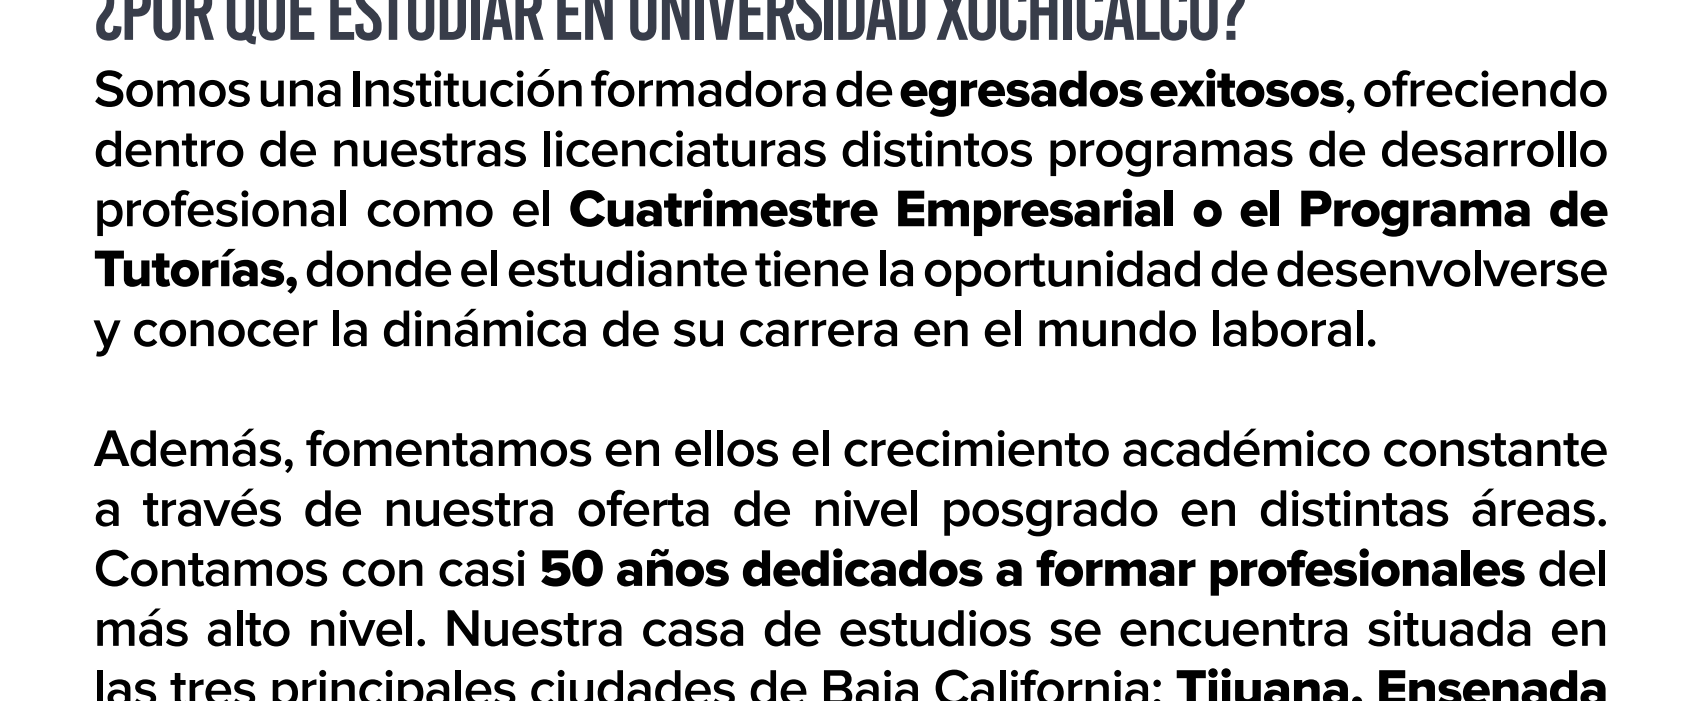 ¿POR QUÉ ESTUDIAR EN UNIVERSIDAD XOCHICALCO?
Somos una Institución formadora de egresados exitosos, ofreciendo
dentro de nuestras licenciaturas distintos programas de desarrollo
profesional como el Cuatrimestre Empresarial o el Programa de
Tutorías, donde el estudiante tiene la oportunidad de desenvolverse
y conocer la dinámica de su carrera en el mundo laboral.
Además, fomentamos en ellos el crecimiento académico constante
a través de nuestra oferta de nivel posgrado en distintas áreas.
Contamos con casi 50 años dedicados a formar profesionales del
más alto nivel. Nuestra casa de estudios se encuentra situada en
las tres principales ciudades de Baja California: Tijuana, Ensenada